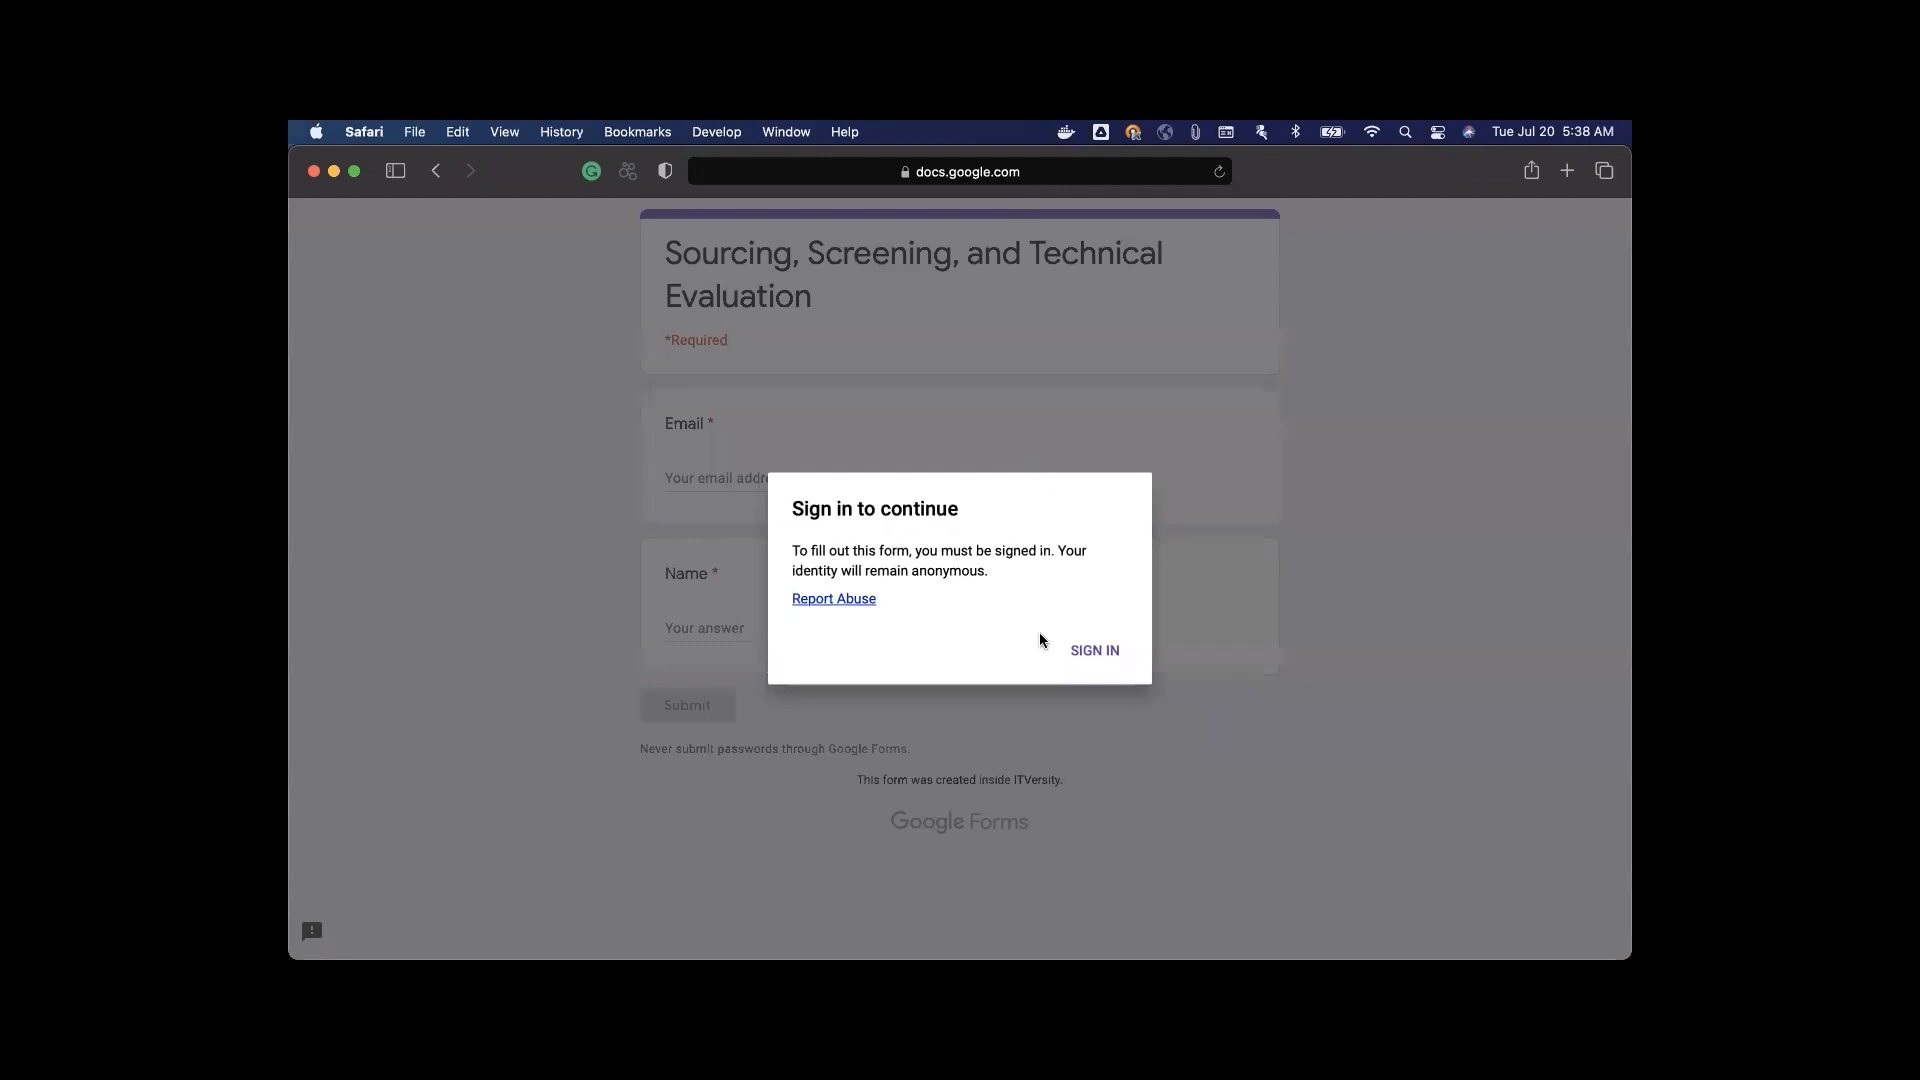 Safari File Edit View History Bookmarks Develop Window Help Tue Jul 20 5:38 AM
docs.google.com
Sourcing, Screening, and Technical
Evaluation
*Required
Email *
Your email addre
Sign in to continue
To fill out this form, you must be signed in. Your
identity will remain anonymous.
Report Abuse
Name *
Your answer
SIGN IN
Submit
Never submit passwords through Google Forms.
This form was created inside ITVersity.
Google Forms